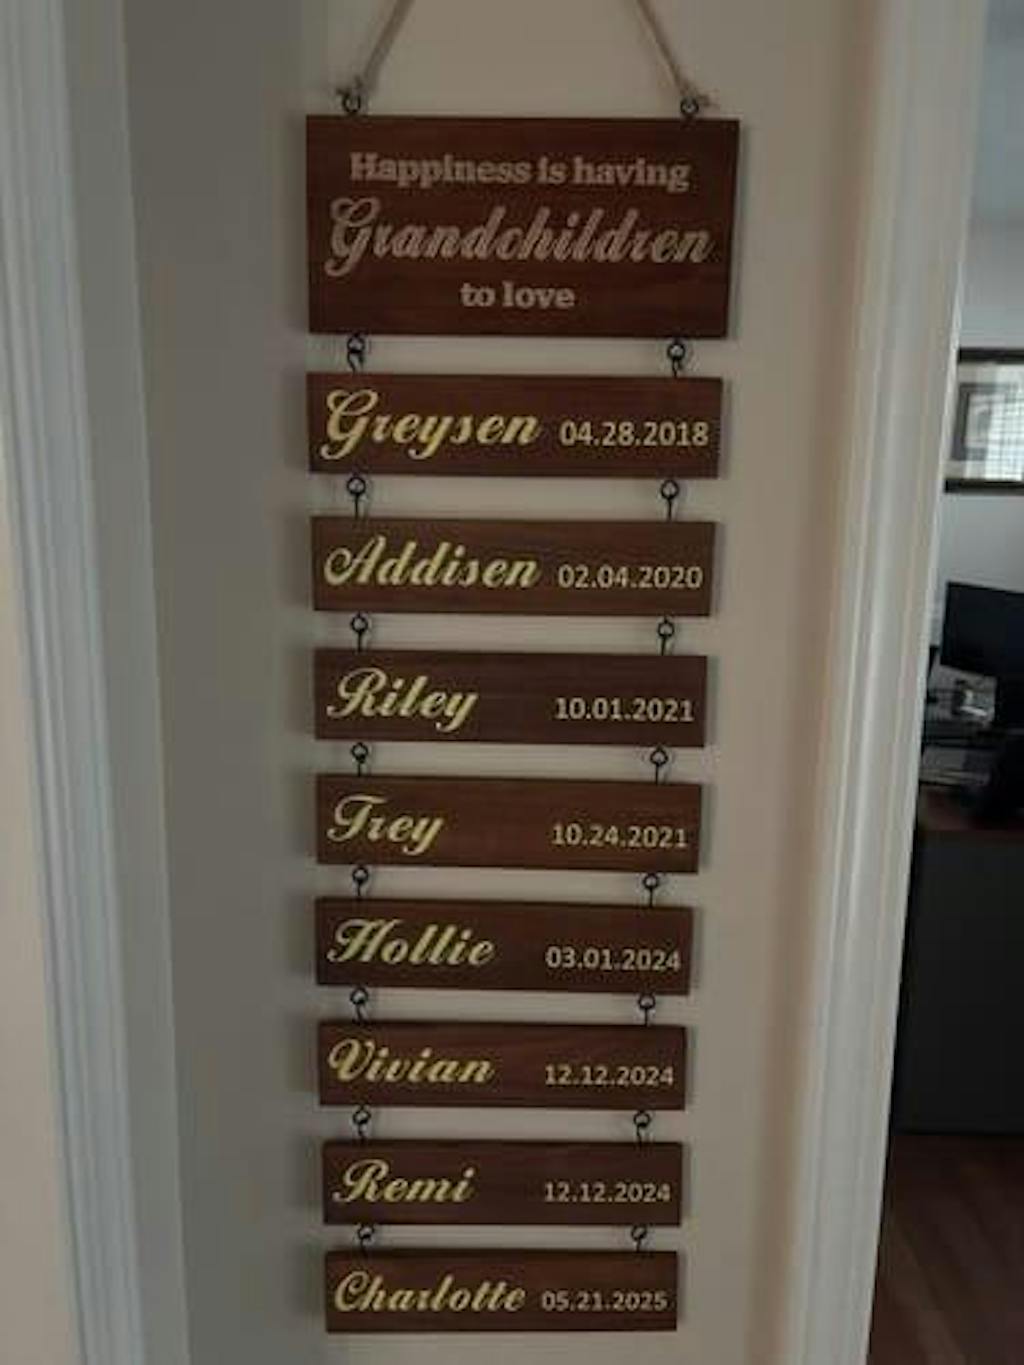 Happiness is having
Grandchildren
to love
Greysen 04.28.2018
Addisen 02.04.2020
Riley 10.01.2021
Trey 10.24.2021
Hollie 03.01.2024
Vivian 12.12.2024
Remi 12.12.2024
Charlotte 05.21.2025